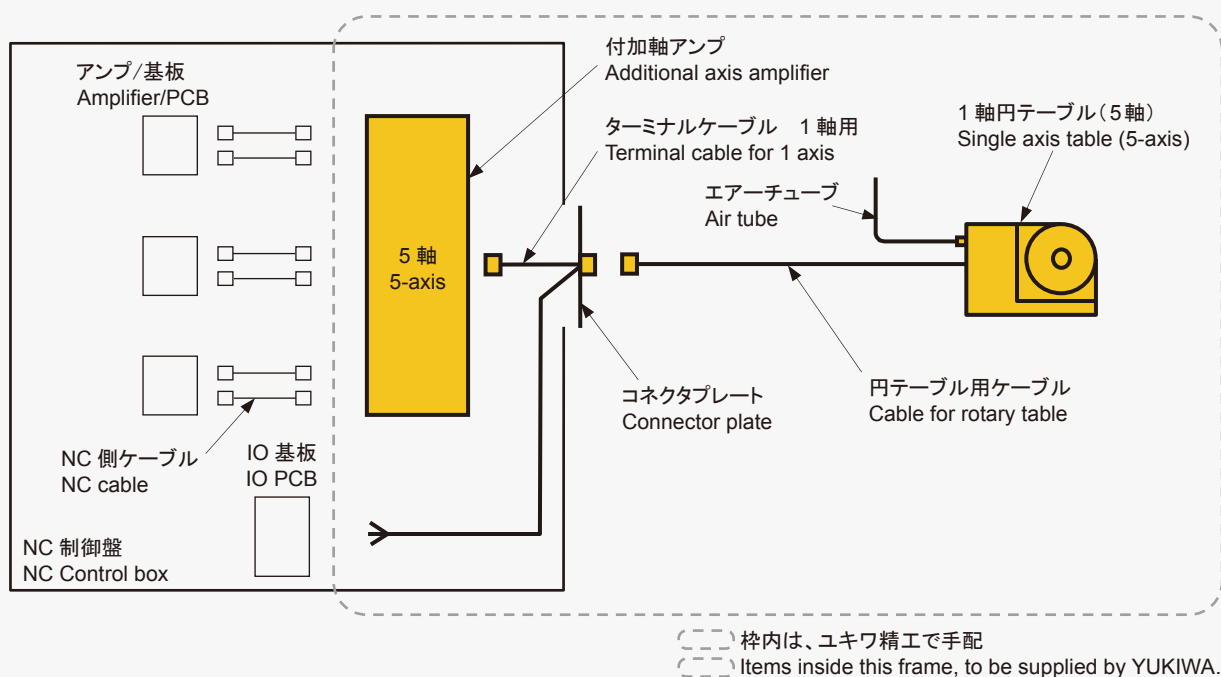 アンプ/基板
Amplifier/PCB
付加軸アンプ
Additional axis amplifier
ターミナルケーブル　1 軸用
Terminal cable for 1 axis
1 軸円テーブル（5 軸）
Single axis table (5-axis)
エアーチューブ
Air tube
5 軸
5-axis
コネクタプレート
Connector plate
円テーブル用ケーブル
Cable for rotary table
NC 側ケーブル
NC cable
IO 基板
IO PCB
NC 制御盤
NC Control box
枠内は、ユキワ精工で手配
Items inside this frame, to be supplied by YUKIWA.